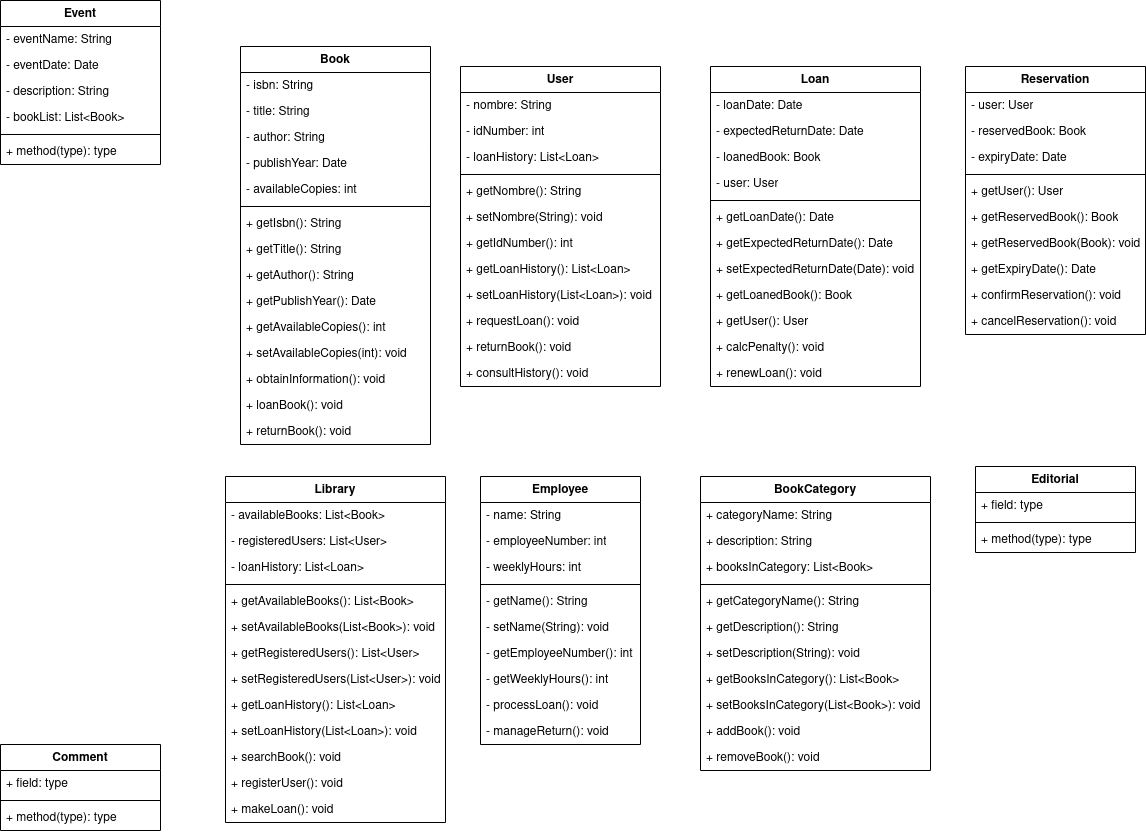 Event
- eventName: String
- eventDate: Date
- description: String
- bookList: List<Book>
+ method(type): type
Book
- isbn: String
- title: String
- author: String
- publishYear: Date
- availableCopies: int
+ getIsbn(): String
+ getTitle(): String
+ getAuthor(): String
+ getPublishYear(): Date
+ getAvailableCopies(): int
+ setAvailableCopies(int): void
+ obtainInformation(): void
+ loanBook(): void
+ returnBook(): void
User
- nombre: String
- idNumber: int
- loanHistory: List<Loan>
+ getNombre(): String
+ setNombre(String): void
+ getIdNumber(): int
+ getLoanHistory(): List<Loan>
+ setLoanHistory(List<Loan>): void
+ requestLoan(): void
+ returnBook(): void
+ consultHistory(): void
Loan
- loanDate: Date
- expectedReturnDate: Date
- loanedBook: Book
- user: User
+ getLoanDate(): Date
+ getExpectedReturnDate(): Date
+ setExpectedReturnDate(Date): void
+ getLoanedBook(): Book
+ getUser(): User
+ calcPenalty(): void
+ renewLoan(): void
Reservation
- user: User
- reservedBook: Book
- expiryDate: Date
+ getUser(): User
+ getReservedBook(): Book
+ getReservedBook(Book): void
+ getExpiryDate(): Date
+ confirmReservation(): void
+ cancelReservation(): void
Library
- availableBooks: List<Book>
- registeredUsers: List<User>
- loanHistory: List<Loan>
+ getAvailableBooks(): List<Book>
+ setAvailableBooks(List<Book>): void
+ getRegisteredUsers(): List<User>
+ setRegisteredUsers(List<User>): void
+ getLoanHistory(): List<Loan>
+ setLoanHistory(List<Loan>): void
+ searchBook(): void
+ registerUser(): void
+ makeLoan(): void
Employee
- name: String
- employeeNumber: int
- weeklyHours: int
- getName(): String
- setName(String): void
- getEmployeeNumber(): int
- getWeeklyHours(): int
- processLoan(): void
- manageReturn(): void
BookCategory
+ categoryName: String
+ description: String
+ booksInCategory: List<Book>
+ getCategoryName(): String
+ getDescription(): String
+ setDescription(String): void
+ getBooksInCategory(): List<Book>
+ setBooksInCategory(List<Book>): void
+ addBook(): void
+ removeBook(): void
Editorial
+ field: type
+ method(type): type
Comment
+ field: type
+ method(type): type